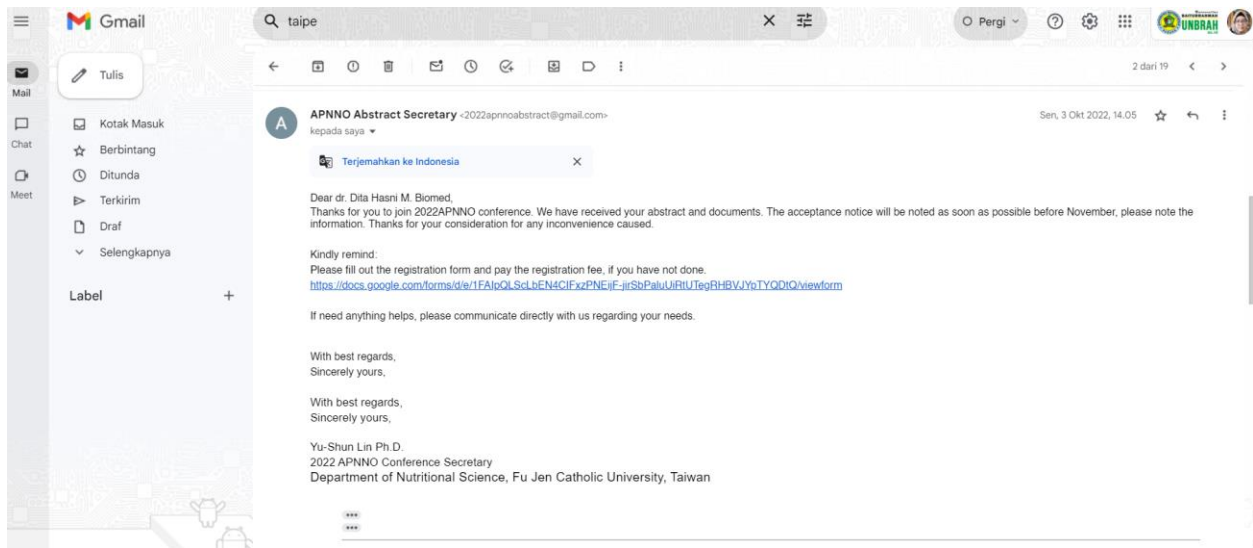 Gmail
taipe
Pergi
BAITURRAHMAH
UNBRAH
Mail
Tulis
2 dari 19
Chat
Meet
Kotak Masuk
Berbintang
Ditunda
Terkirim
Draf
Selengkapnya
Label
A
APNNO Abstract Secretary <2022apnnoabstract@gmail.com>
Sen, 3 Okt 2022, 14.05
kepada saya
Terjemahkan ke Indonesia
Dear dr. Dita Hasni M. Biomed,
Thanks for you to join 2022APNNO conference. We have received your abstract and documents. The acceptance notice will be noted as soon as possible before November, please note the
information. Thanks for your consideration for any inconvenience caused.
Kindly remind:
Please fill out the registration form and pay the registration fee, if you have not done.
https://docs.google.com/forms/d/e/1FAIpQLScLbEN4CIFxzPNEijF-jirSbPaluUiRtUTegRHBVJYpTYQDtQ/viewform
If need anything helps, please communicate directly with us regarding your needs.
With best regards,
Sincerely yours,
With best regards,
Sincerely yours,
Yu-Shun Lin Ph.D.
2022 APNNO Conference Secretary
Department of Nutritional Science, Fu Jen Catholic University, Taiwan